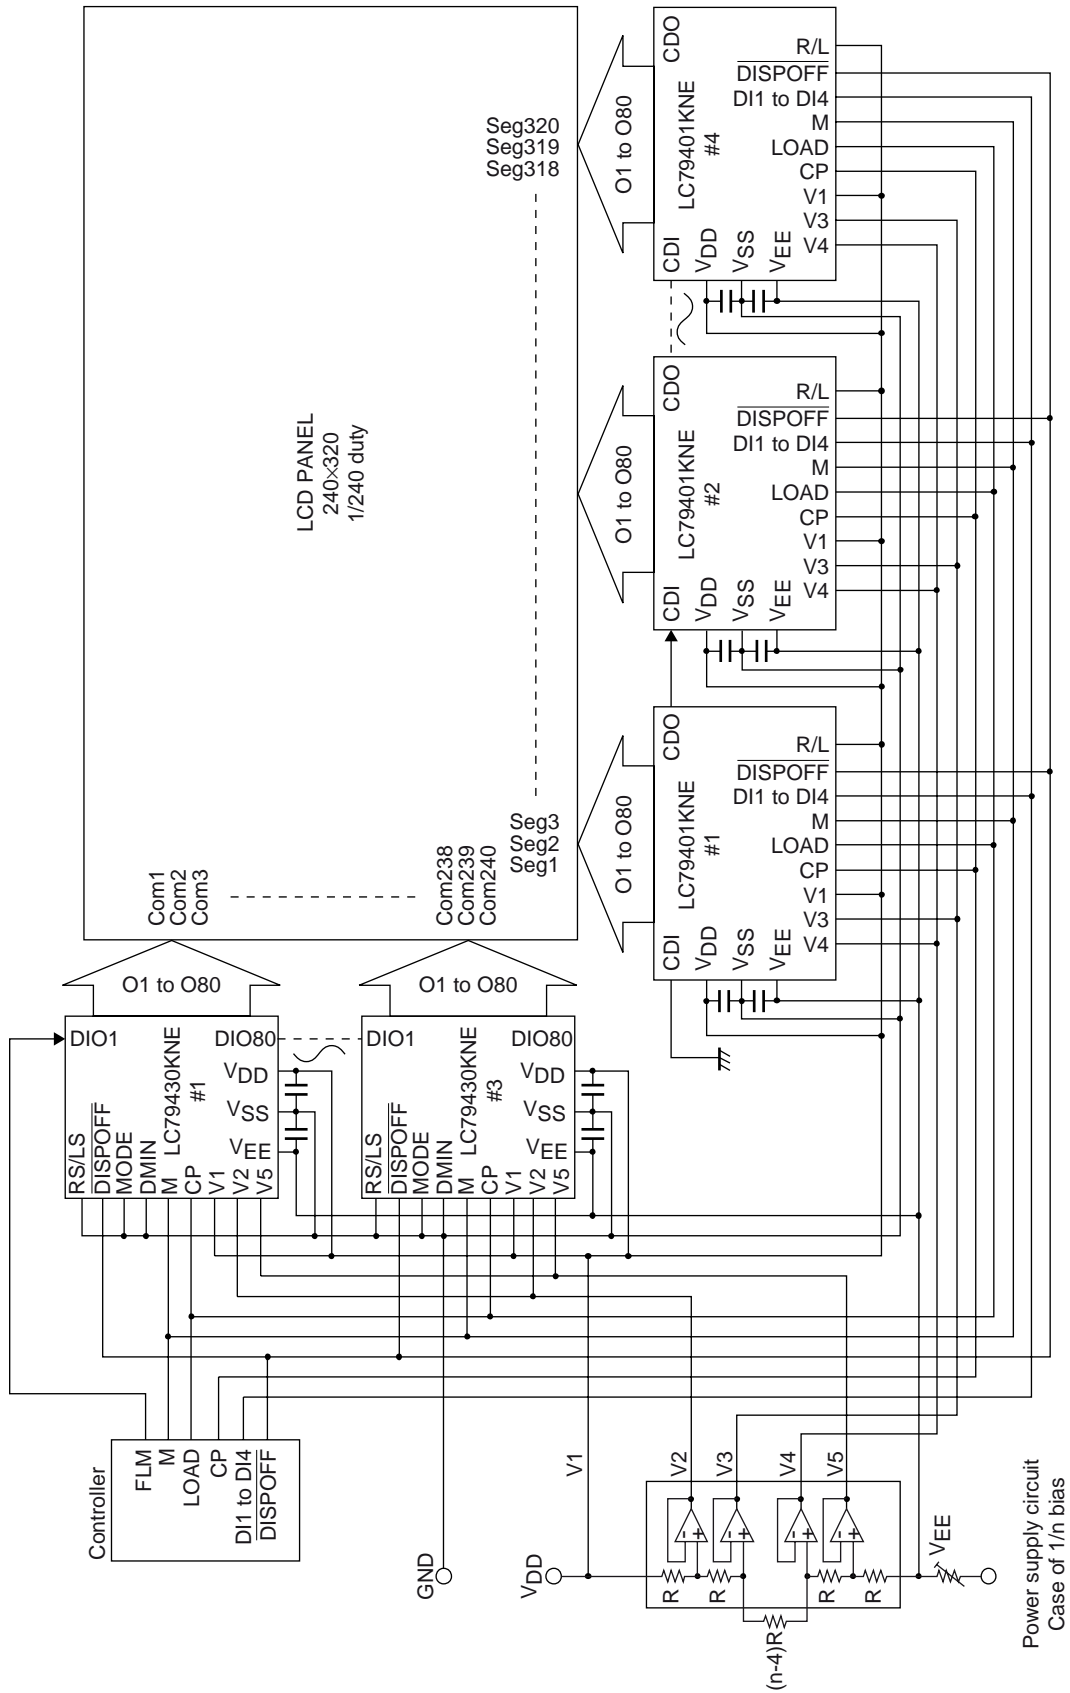 LCD PANEL
240×320
1/240 duty
Seg320
Seg319
Seg318
Seg3
Seg2
Seg1
Com1
Com2
Com3
Com238
Com239
Com240
O1 to O80
CDO
LC79401KNE
#4
CDI
VDD
VSS
VEE
R/L
DISPOFF
DI1 to DI4
M
LOAD
CP
V1
V3
V4
O1 to O80
CDO
LC79401KNE
#2
CDI
VDD
VSS
VEE
R/L
DISPOFF
DI1 to DI4
M
LOAD
CP
V1
V3
V4
O1 to O80
CDO
LC79401KNE
#1
CDI
VDD
VSS
VEE
R/L
DISPOFF
DI1 to DI4
M
LOAD
CP
V1
V3
V4
O1 to O80
DIO1
DIO80
LC79430KNE
#1
VDD
VSS
VEE
RS/LS
DISPOFF
MODE
DMIN
M
CP
V1
V2
V5
O1 to O80
DIO1
DIO80
LC79430KNE
#3
VDD
VSS
VEE
RS/LS
DISPOFF
MODE
DMIN
M
CP
V1
V2
V5
Controller
FLM
M
LOAD
CP
DI1 to DI4
DISPOFF
GND
VDD
V1
V2
V3
V4
V5
- +
- +
- +
- +
R
R
(n-4)R
R
R
VEE
Power supply circuit
Case of 1/n bias